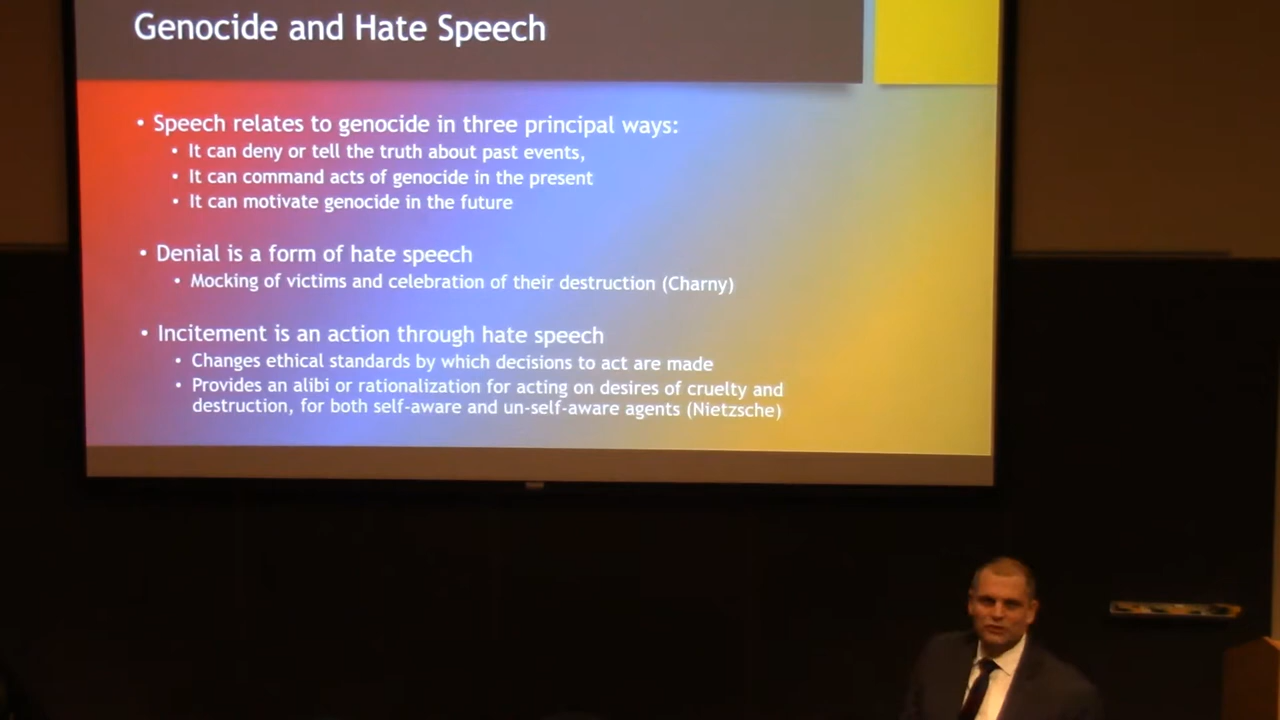 Genocide and Hate Speech
• Speech relates to genocide in three principal ways:
• It can deny or tell the truth about past events,
• It can command acts of genocide in the present
• It can motivate genocide in the future
• Denial is a form of hate speech
• Mocking of victims and celebration of their destruction (Charny)
• Incitement is an action through hate speech
• Changes ethical standards by which decisions to act are made
• Provides an alibi or rationalization for acting on desires of cruelty and
destruction, for both self-aware and un-self-aware agents (Nietzsche)